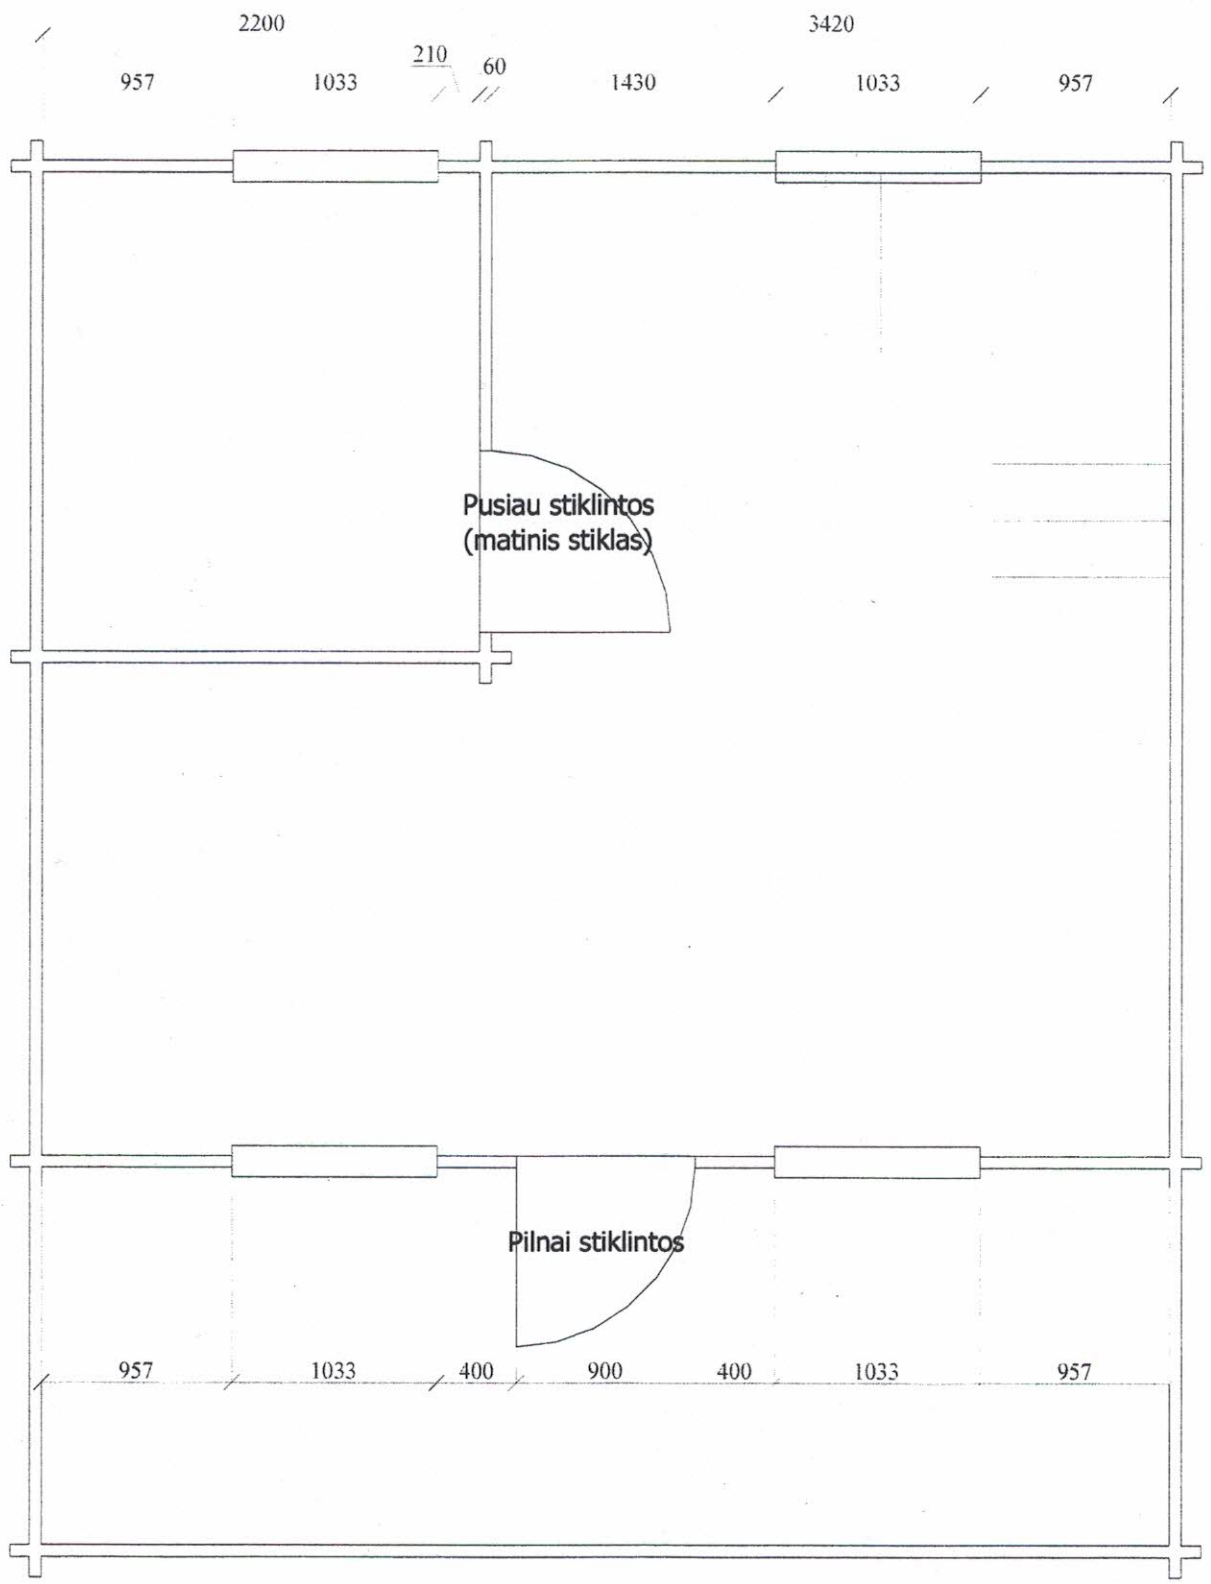 2200 3420
957 1033 210 60 1430 1033 957
Pusiau stiklintos
(matinis stiklas)
Pilnai stiklintos
957 1033 400 900 400 1033 957